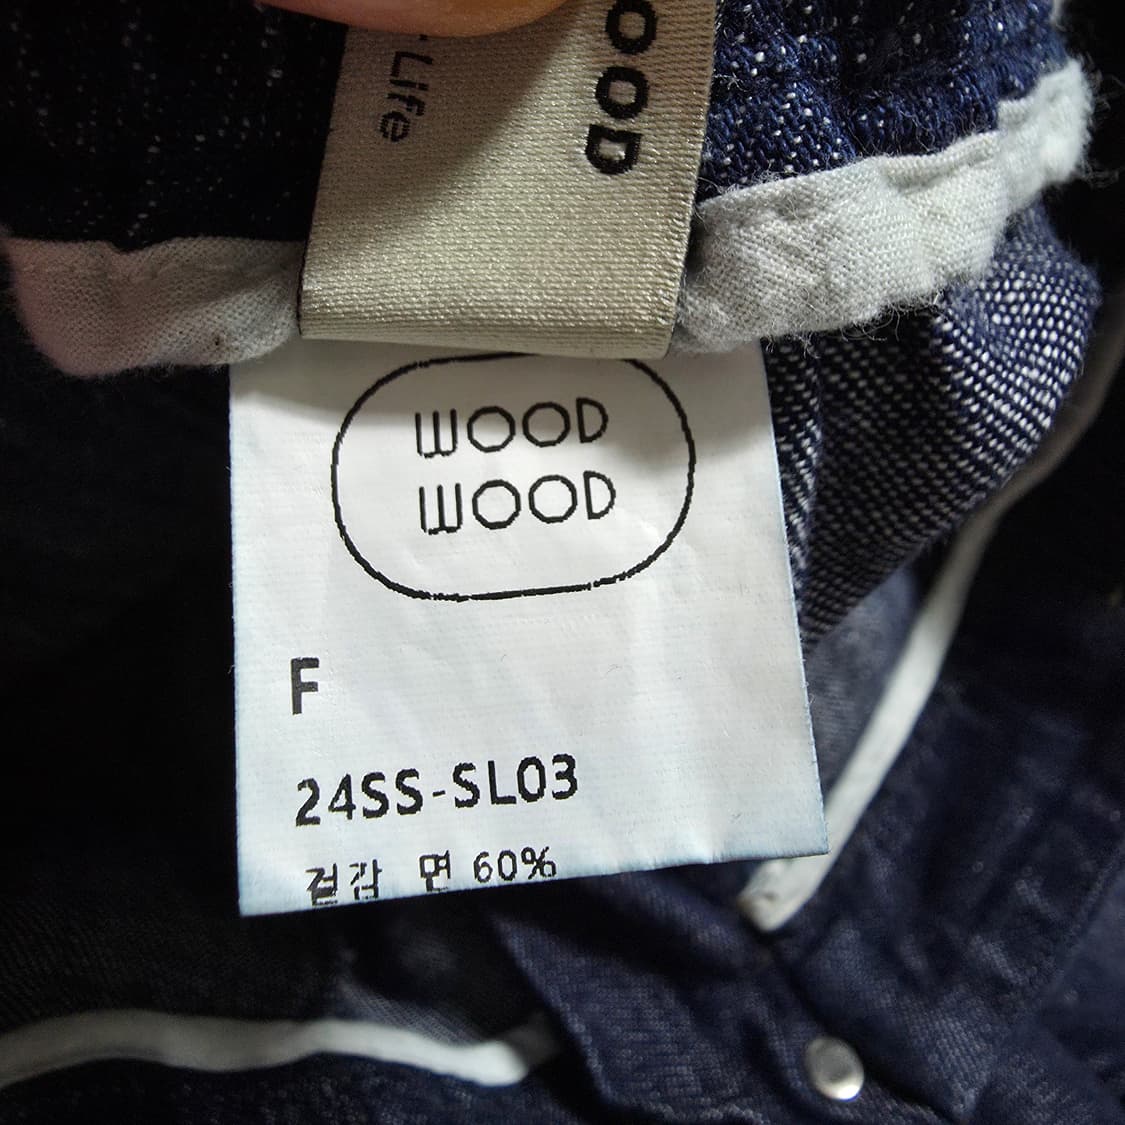 OOD
Life
WOOD
WOOD
F
24SS-SL03
겉감 면 60%